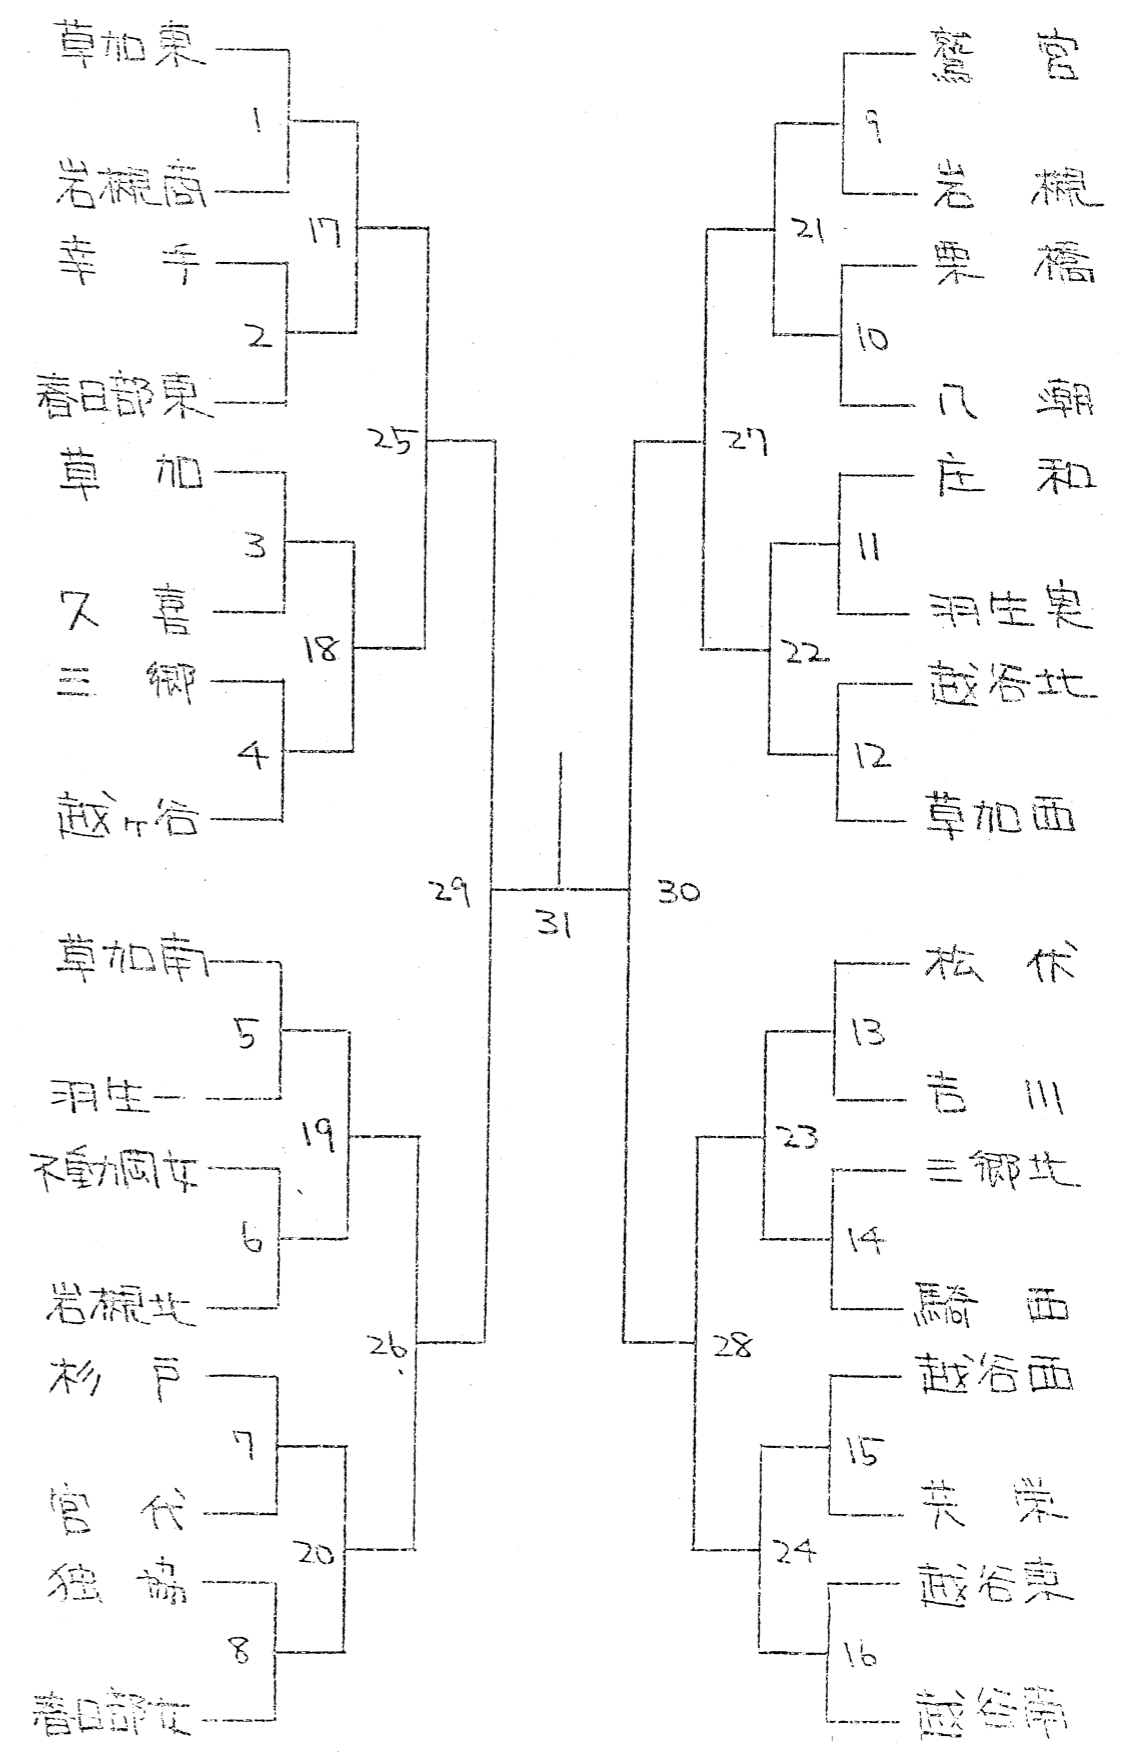 草加東
1
岩槻商
17
幸手
2
春日部東
25
草加
3
久喜
18
三郷
4
越ヶ谷
29
草加南
5
羽生一
19
不動岡女
6
岩槻北
26
杉戸
7
宮代
20
独協
8
春日部女
31
鷲宮
9
岩槻
21
栗橋
10
八潮
27
庄和
11
羽生実
22
越谷北
12
草加西
30
松伏
13
吉川
23
三郷北
14
騎西
28
越谷西
15
共栄
24
越谷東
16
越谷南